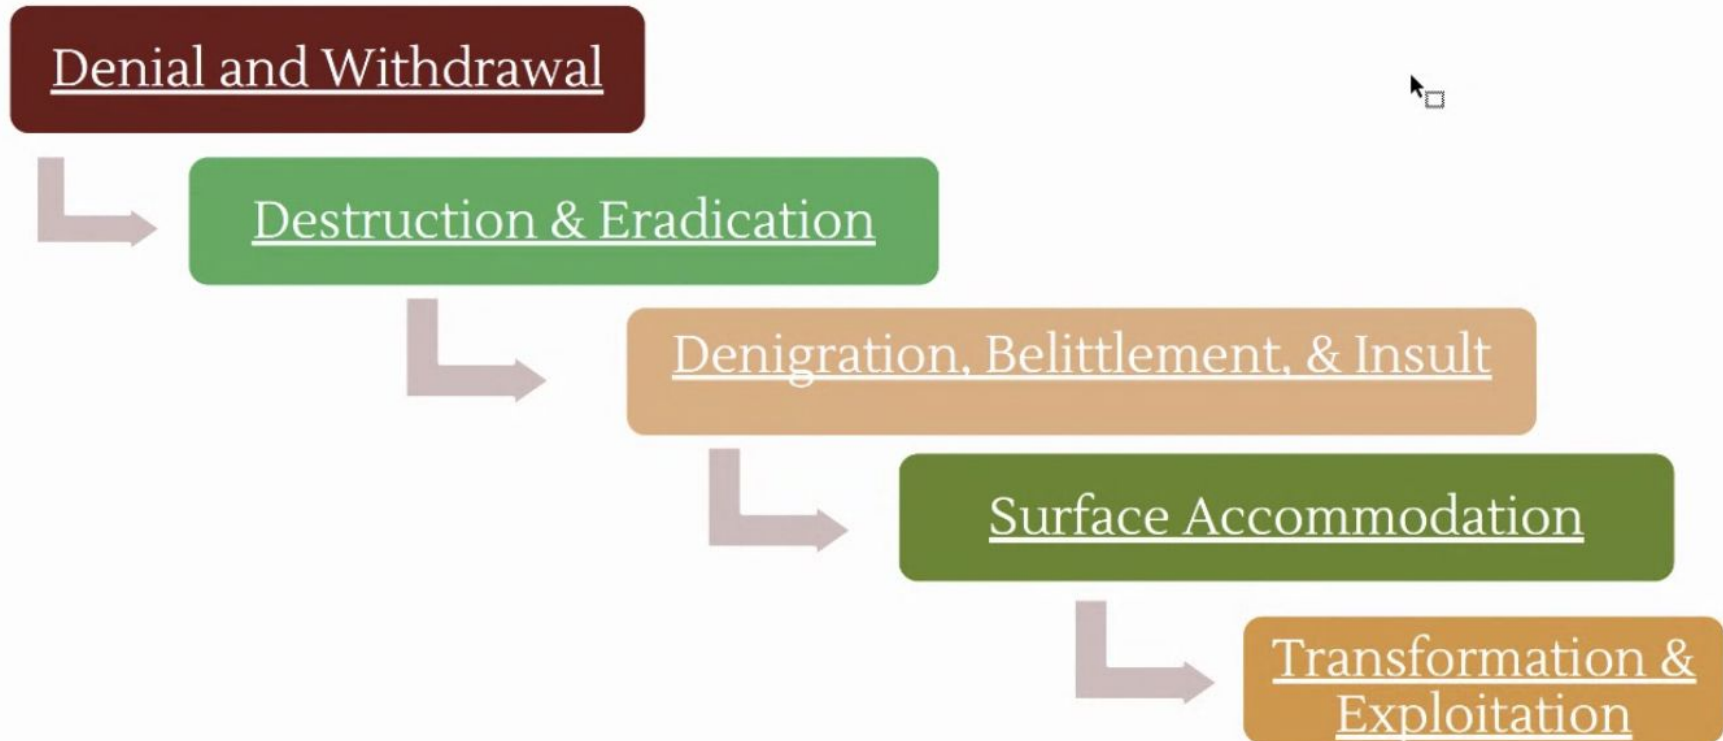 Denial and Withdrawal
Destruction & Eradication
Denigration, Belittlement, & Insult
Surface Accommodation
Transformation &
Exploitation